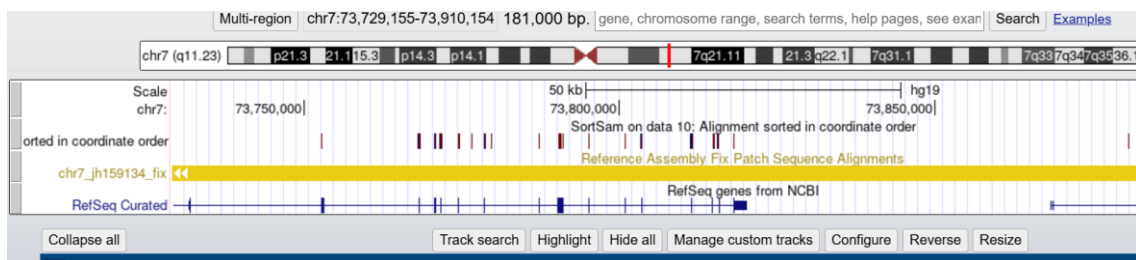 Multi-region chr7:73,729,155-73,910,154 181,000 bp. gene, chromosome range, search terms, help pages, see exan Search Examples
chr7 (q11.23) p21.3 21.1 15.3 p14.3 p14.1 7q21.11 21.3 q22.1 7q31.1 7q33 7q34 7q35 36.1
Scale 50 kb hg19
chr7: 73,750,000 73,800,000 73,850,000
SortSam on data 10: Alignment sorted in coordinate order
orted in coordinate order
Reference Assembly Fix Patch Sequence Alignments
chr7_jh159134_fix
RefSeq genes from NCBI
RefSeq Curated
Collapse all Track search Highlight Hide all Manage custom tracks Configure Reverse Resize